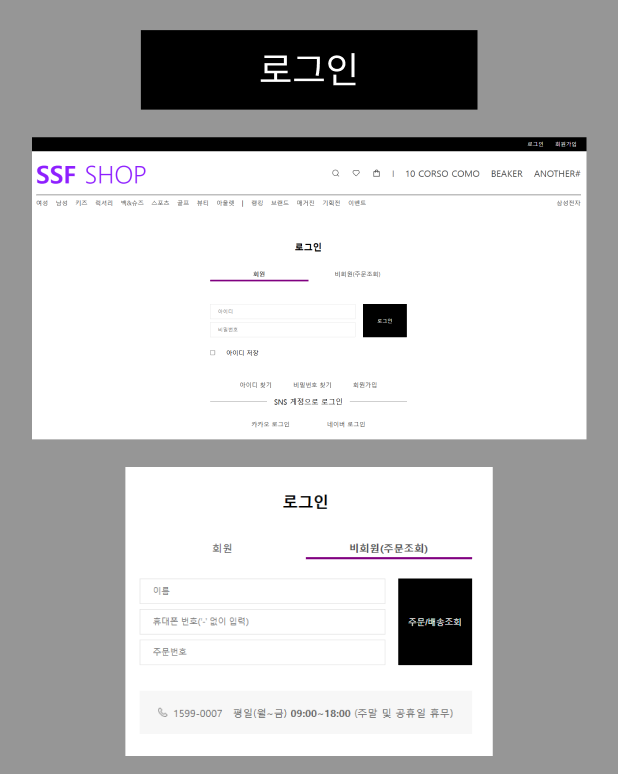 로그인
로그인 회원가입
SSF SHOP
| 10 CORSO COMO BEAKER ANOTHER#
여성 남성 키즈 럭셔리 백&슈즈 스포츠 골프 뷰티 아울렛 | 랭킹 브랜드 매거진 기획전 이벤트 삼성전자
로그인
회원 비회원(주문조회)
아이디
비밀번호
로그인
아이디 저장
아이디 찾기 비밀번호 찾기 회원가입
SNS 계정으로 로그인
카카오 로그인 네이버 로그인
로그인
회원 비회원(주문조회)
이름
휴대폰 번호('-' 없이 입력)
주문번호
주문/배송조회
1599-0007 평일(월~금) 09:00~18:00 (주말 및 공휴일 휴무)